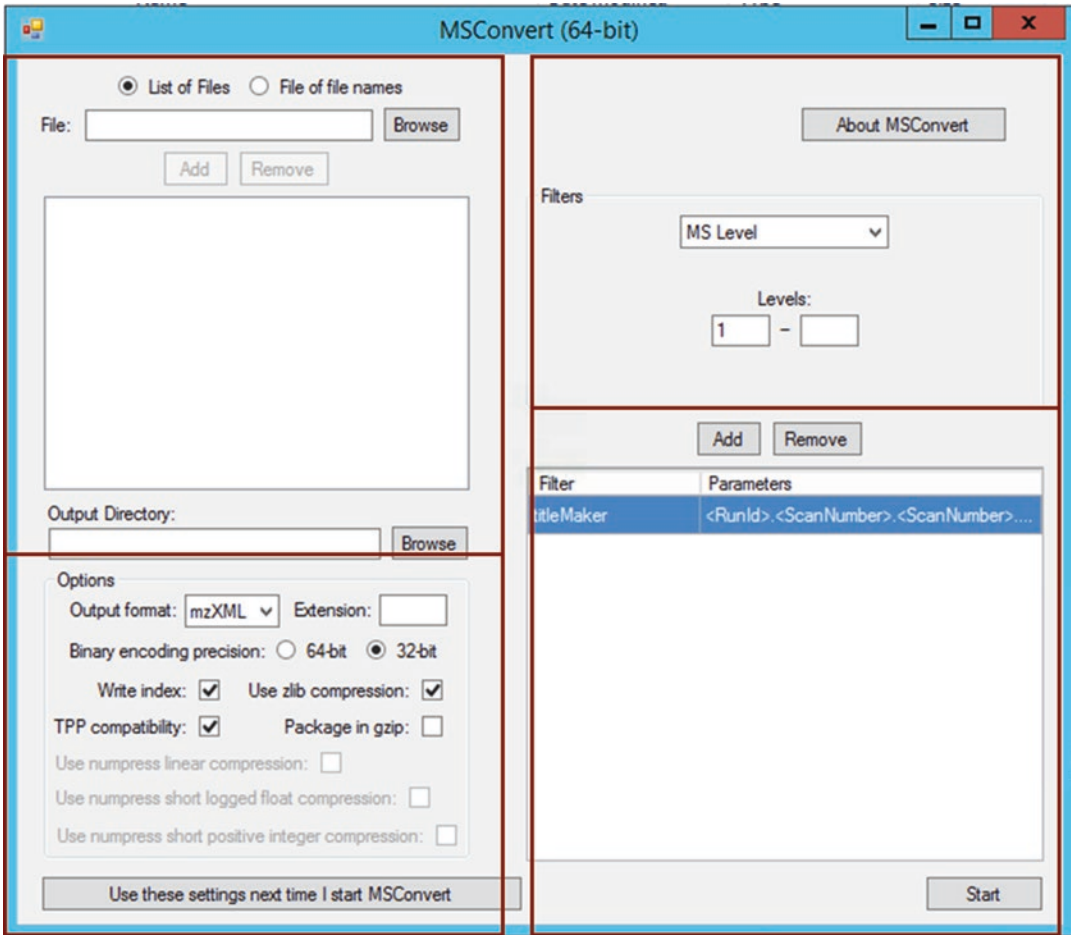 MSConvert (64-bit)
List of Files File of file names
File: Browse
Add Remove
Output Directory:
Browse
Options
Output format: mzXML Extension:
Binary encoding precision: 64-bit 32-bit
Write index: Use zlib compression:
TPP compatibility: Package in gzip:
Use numpress linear compression:
Use numpress short logged float compression:
Use numpress short positive integer compression:
Use these settings next time I start MSConvert
About MSConvert
Filters
MS Level
Levels:
1 -
Add Remove
Filter Parameters
titleMaker <RunId>.<ScanNumber>.<ScanNumber>....
Start